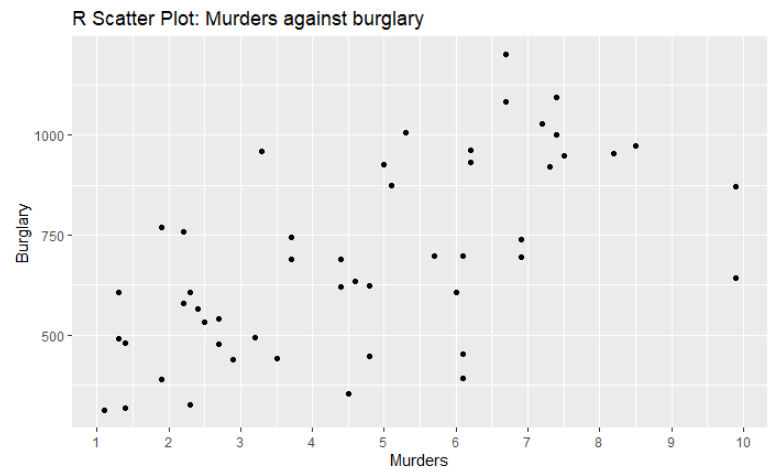 R Scatter Plot: Murders against burglary
1000
750
500
Burglary
1 2 3 4 5 6 7 8 9 10
Murders